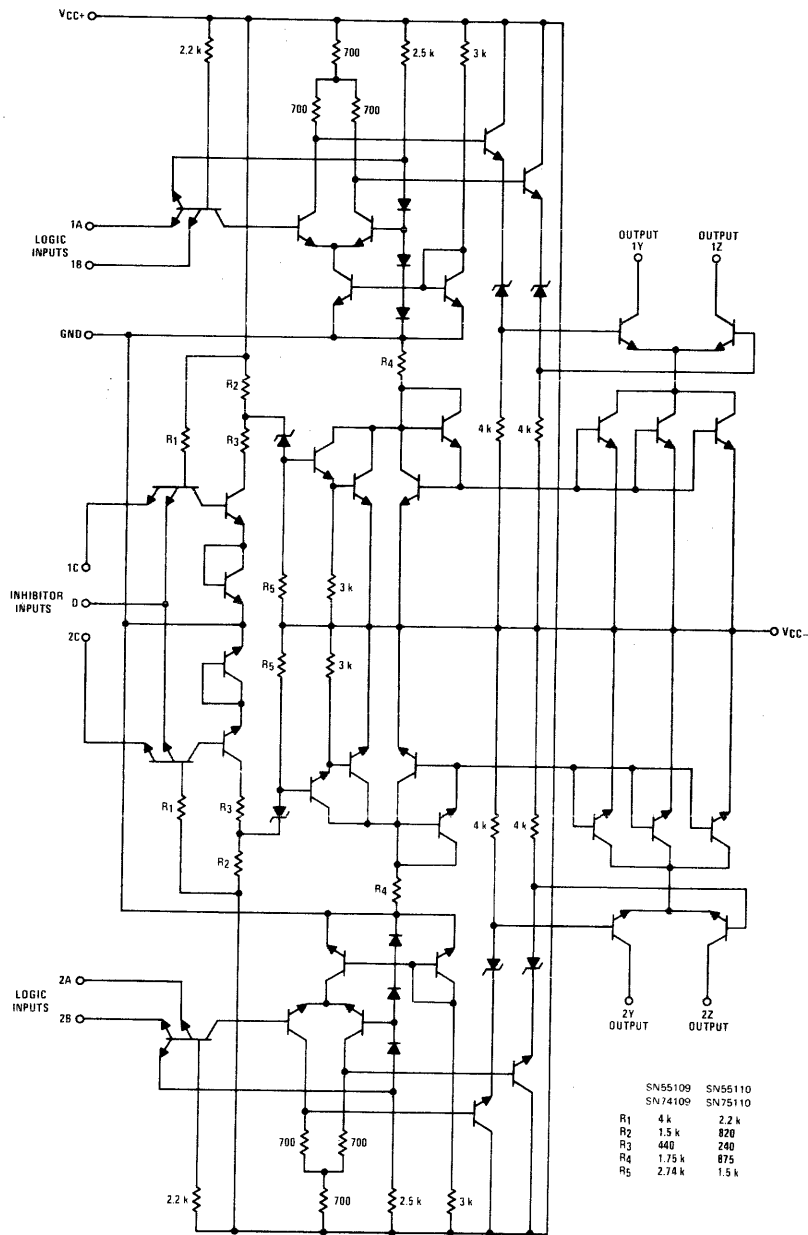 VCC+
2.2 k
700
2.5 k
3 k
700
700
1A
LOGIC
INPUTS
1B
OUTPUT
1Y
OUTPUT
1Z
GND
R4
R2
R1
R3
4 k
4 k
1C
INHIBITOR
INPUTS
D
2C
R5
3 k
VCC–
R5
3 k
R1
R3
R2
4 k
4 k
R4
2A
LOGIC
INPUTS
2B
2Y
OUTPUT
2Z
OUTPUT
700
700
2.2 k
700
2.5 k
3 k
SN55109 SN55110
SN74109 SN75110
R1 4 k 2.2 k
R2 1.5 k 820
R3 440 240
R4 1.75 k 875
R5 2.74 k 1.5 k